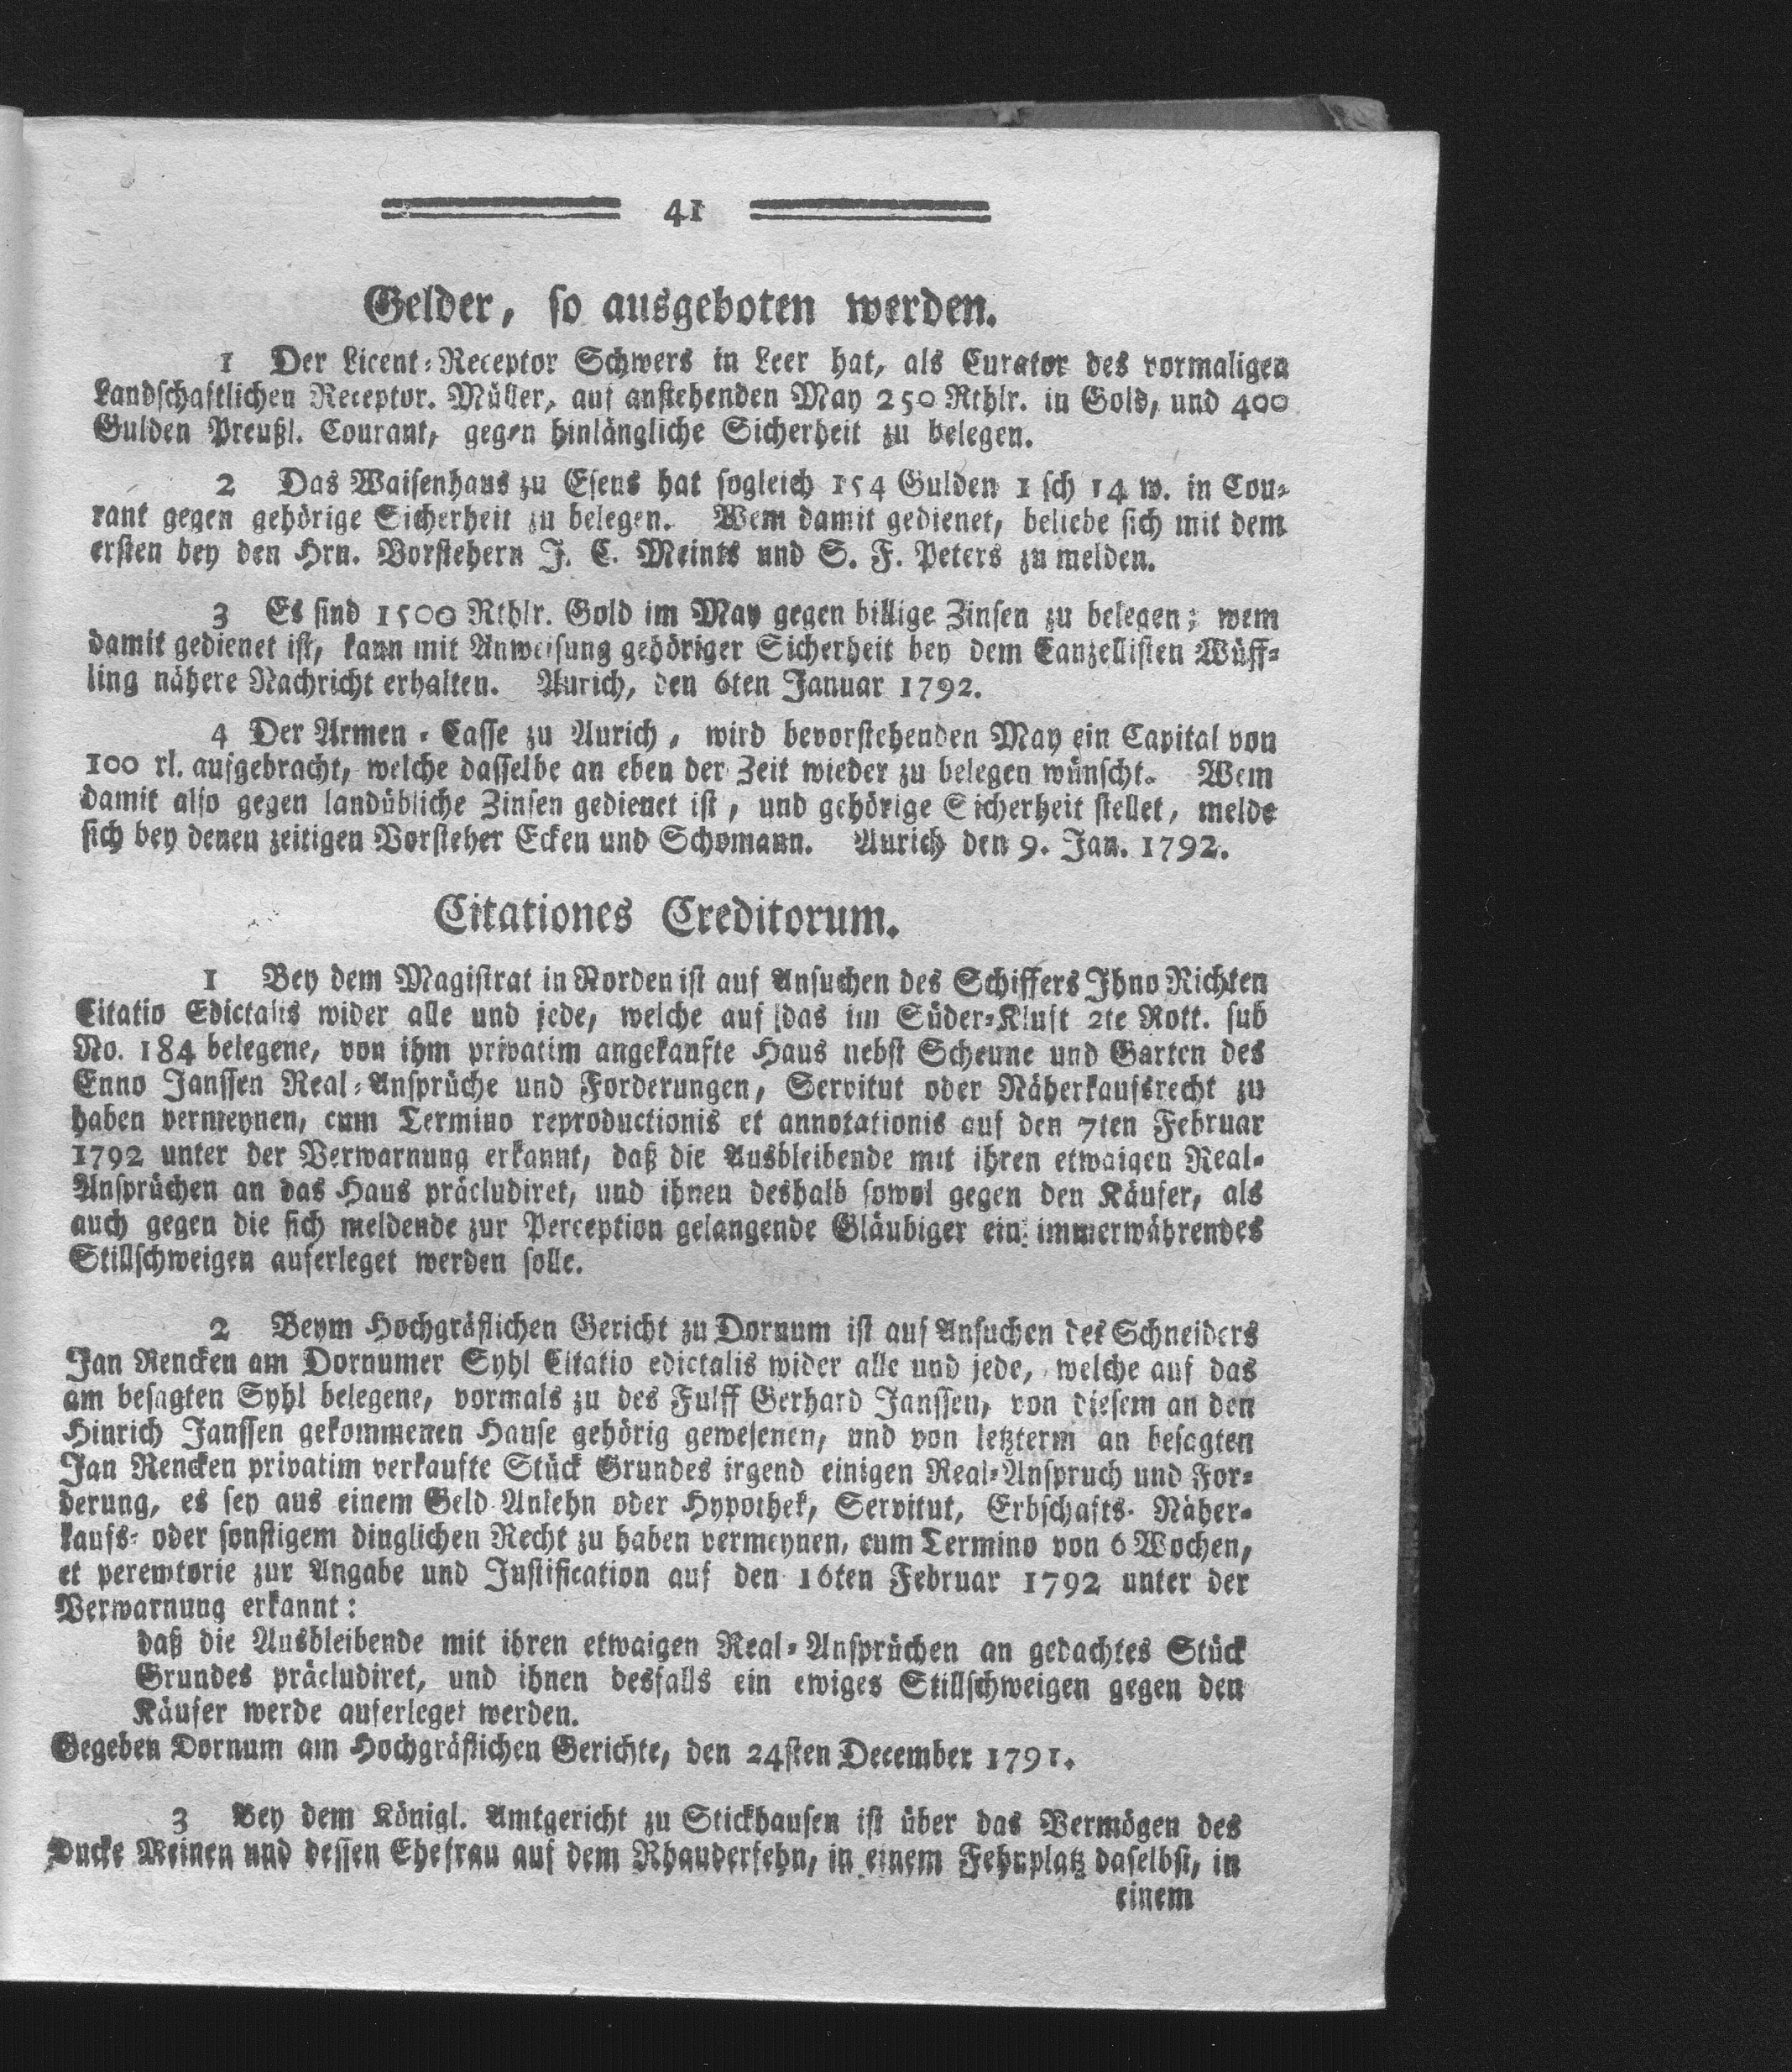 41
Gelder, so ausgeboten werden.
1 Der Licent-Receptor Schwers in Leer hat, als Curator des vormaligen
Landschaftlichen Receptor. Müller, auf anstehenden May 250 Rthlr. in Gold, und 400
Gulden Preußl. Courant, gegen hinlängliche Sicherheit zu belegen.
2 Das Waisenhaus zu Esens hat sogleich 154 Gulden 1 sch 14 w. in Cou-
rant gegen gehörige Sicherheit zu belegen. Wem damit gedienet, beliebe sich mit dem
ersten bey den Hrn. Vorstehern J. C. Meints und S. F. Peters zu melden.
3 Es sind 1500 Rthlr. Gold im May gegen billige Zinsen zu belegen; wem
damit gedienet ist, kann mit Anweisung gehöriger Sicherheit bey dem Canzellisten Wüff-
ling nähere Nachricht erhalten. Aurich, den 6ten Januar 1792.
4 Der Armen-Casse zu Aurich, wird bevorstehenden May ein Capital von
100 rl. aufgebracht, welche dasselbe an eben der Zeit wieder zu belegen wünscht. Wem
damit also gegen landübliche Zinsen gedienet ist, und gehörige Sicherheit stellet, melde
sich bey denen zeitigen Vorsteher Ecken und Schomann. Aurich den 9. Jan. 1792.
Citationes Creditorum.
1 Bey dem Magistrat in Norden ist auf Ansuchen des Schiffers Ihno Richten
Citatio Edictalis wider alle und jede, welche auf das im Süder-Kluft 2te Rott. sub
No. 184 belegene, von ihm privatim angekaufte Haus nebst Scheune und Garten des
Enno Janssen Real-Ansprüche und Forderungen, Servitut oder Näherkaufsrecht zu
haben vermeynen, cum Termino reproductionis et annotationis auf den 7ten Februar
1792 unter der Verwarnung erkannt, daß die Ausbleibende mit ihren etwaigen Real-
Ansprüchen an das Haus präcludiret, und ihnen deshalb sowol gegen den Käufer, als
auch gegen die sich meldende zur Perception gelangende Gläubiger ein immerwährendes
Stillschweigen auferleget werden solle.
2 Beym Hochgräflichen Gericht zu Dornum ist auf Ansuchen des Schneiders
Jan Rencken am Dornumer Syhl Citatio edictalis wider alle und jede, welche auf das
am besagten Syhl belegene, vormals zu des Fulff Gerhard Janssen, von diesem an den
Hinrich Janssen gekommenen Hause gehörig gewesenen, und von letzterm an besagten
Jan Rencken privatim verkaufte Stück Grundes irgend einigen Real-Anspruch und For-
derung, es sey aus einem Geld-Anlehn oder Hypothek, Servitut, Erbschafts- Näher-
kaufs- oder sonstigem dinglichen Recht zu haben vermeynen, cum Termino von 6 Wochen,
et peremtorie zur Angabe und Justification auf den 16ten Februar 1792 unter der
Verwarnung erkannt:
daß die Ausbleibende mit ihren etwaigen Real-Ansprüchen an gedachtes Stück
Grundes präcludiret, und ihnen desfalls ein ewiges Stillschweigen gegen den
Käufer werde auferleget werden.
Gegeben Dornum am Hochgräflichen Gerichte, den 24sten December 1791.
3 Bey dem Königl. Amtgericht zu Stickhausen ist über das Vermögen des
Ducke Meinen und dessen Ehefrau auf dem Rhauderfehn, in einem Fehnplatz daselbst, in
einem